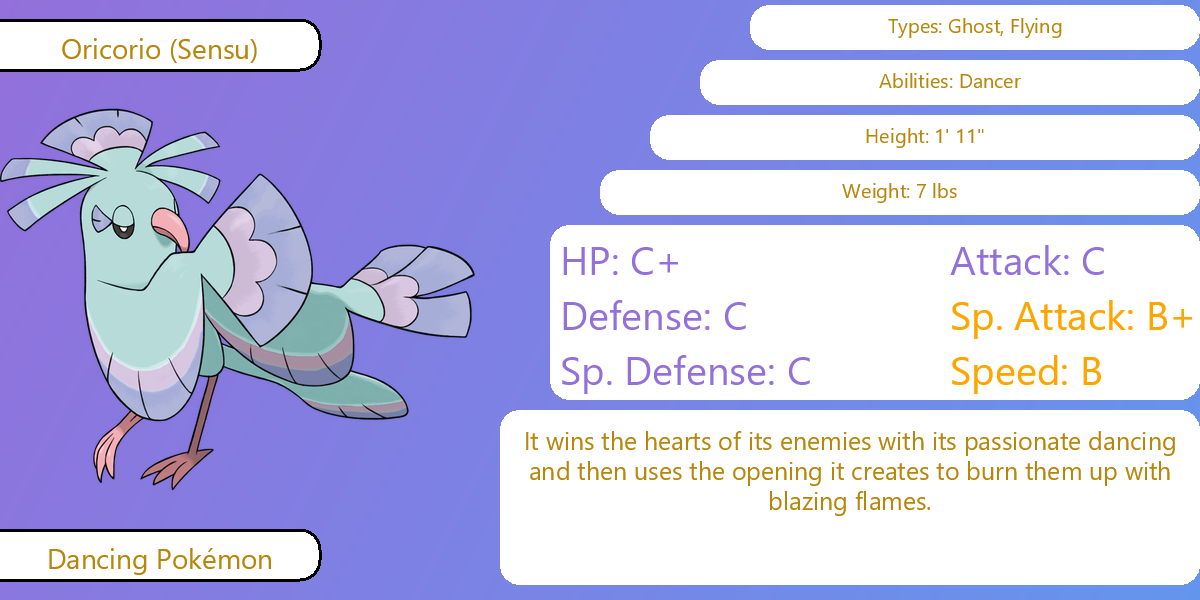 Oricorio (Sensu)
Types: Ghost, Flying
Abilities: Dancer
Height: 1' 11"
Weight: 7 lbs
HP: C+
Attack: C
Defense: C
Sp. Attack: B+
Sp. Defense: C
Speed: B
It wins the hearts of its enemies with its passionate dancing
and then uses the opening it creates to burn them up with
blazing flames.
Dancing Pokémon